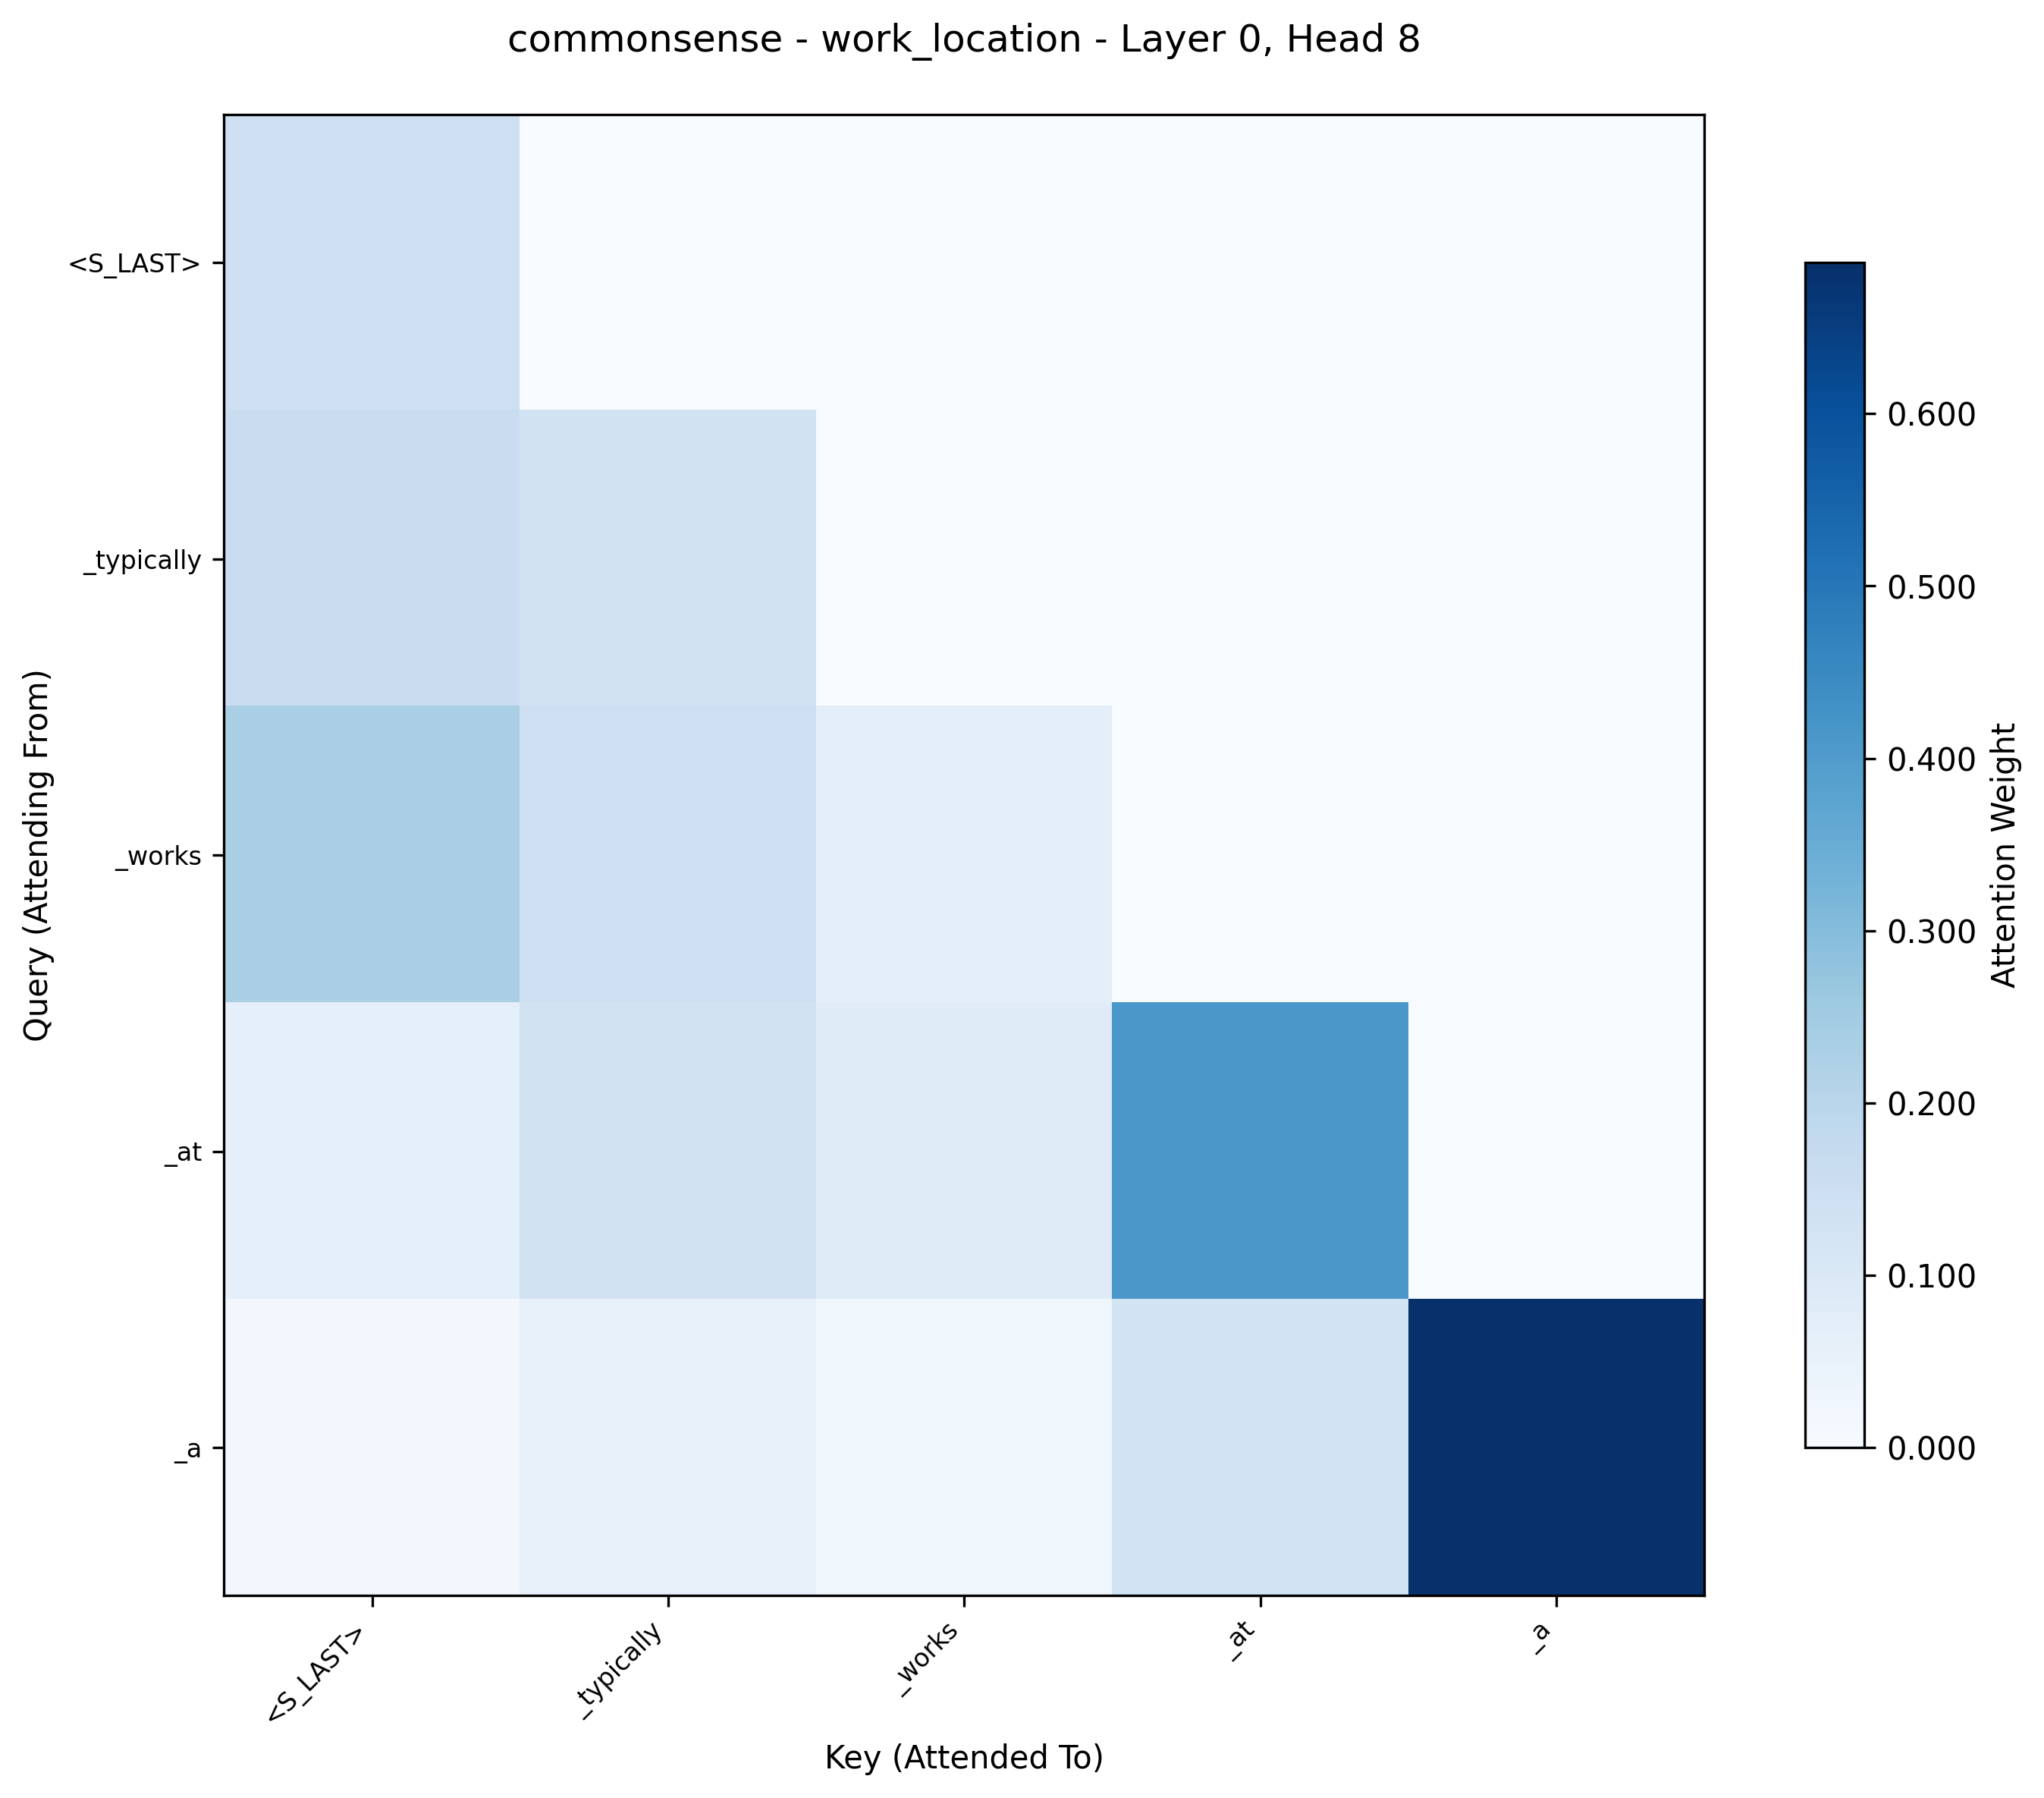 commonsense - work_location - Layer 0, Head 8
Query (Attending From)
<S_LAST>
_typically
_works
_at
_a
<S_LAST>
_typically
_works
_at
_a
Key (Attended To)
0.600
0.500
0.400
0.300
0.200
0.100
0.000
Attention Weight